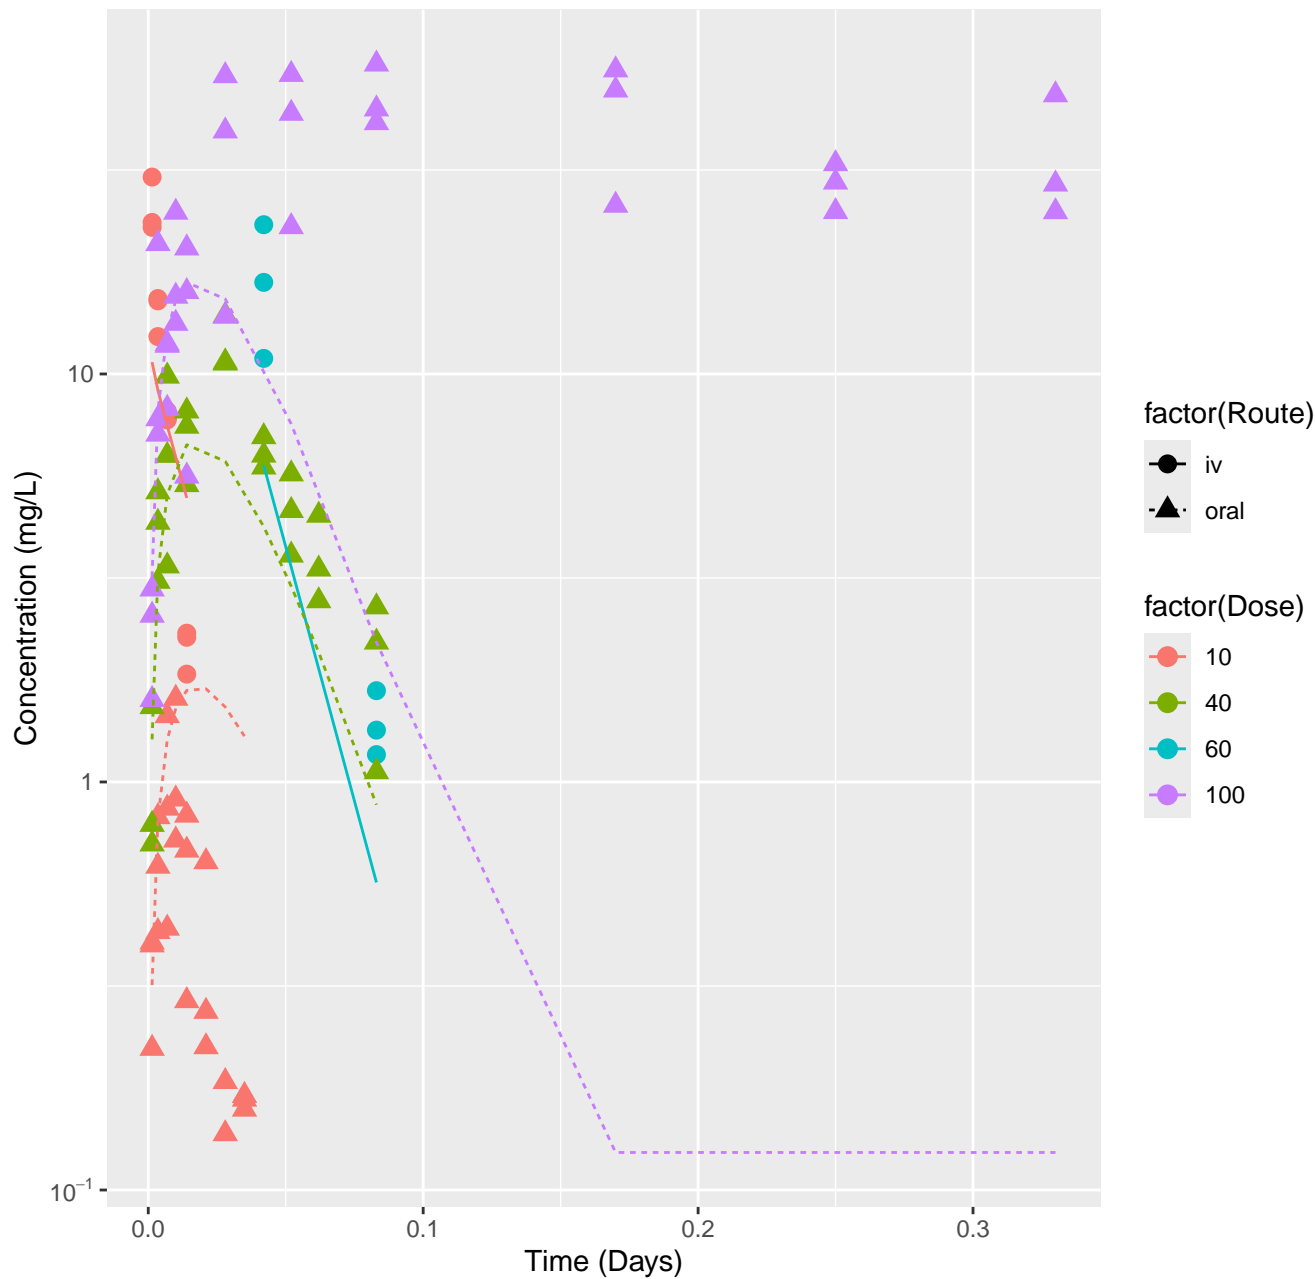 Concentration (mg/L)
10
1
10⁻¹
0.0
0.1
0.2
0.3
Time (Days)
factor(Route)
iv
oral
factor(Dose)
10
40
60
100